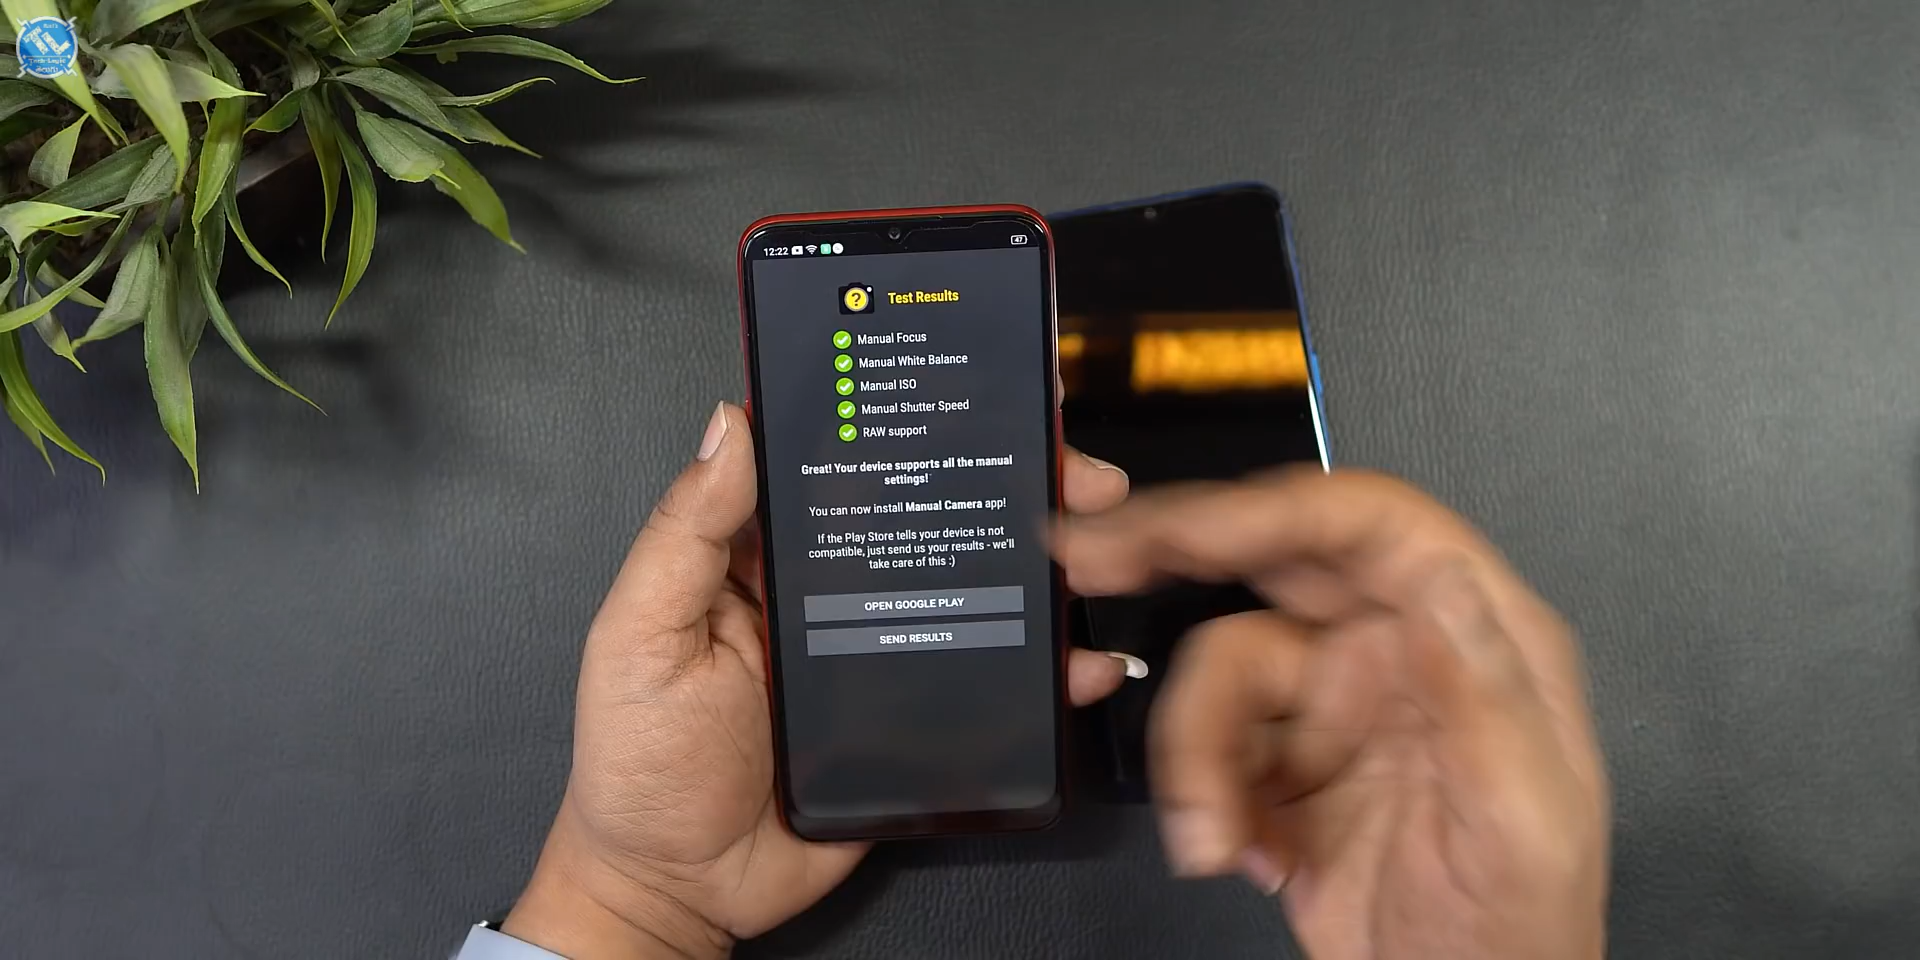 Tech Logic
తెలుగు
12:22
47
Test Results
Manual Focus
Manual White Balance
Manual ISO
Manual Shutter Speed
RAW support
Great! Your device supports all the manual
settings!
You can now install Manual Camera app!
If the Play Store tells your device is not
compatible, just send us your results - we'll
take care of this :)
OPEN GOOGLE PLAY
SEND RESULTS